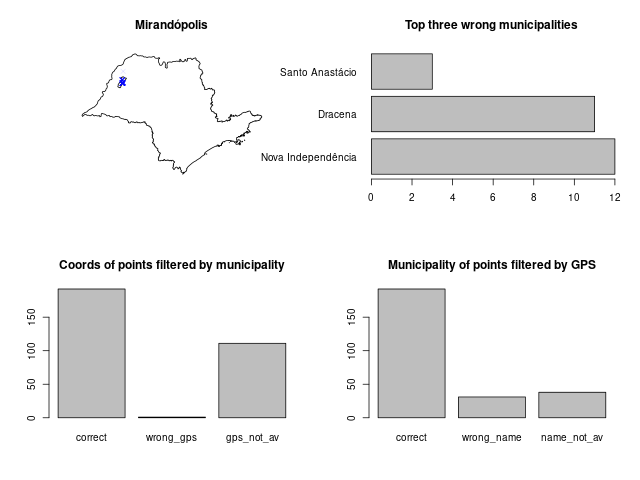 Mirandópolis
Top three wrong municipalities
Santo Anastácio
Dracena
Nova Independência
0 2 4 6 8 10 12
Coords of points filtered by municipality
0 50 100 150
correct wrong_gps gps_not_av
Municipality of points filtered by GPS
0 50 100 150
correct wrong_name name_not_av